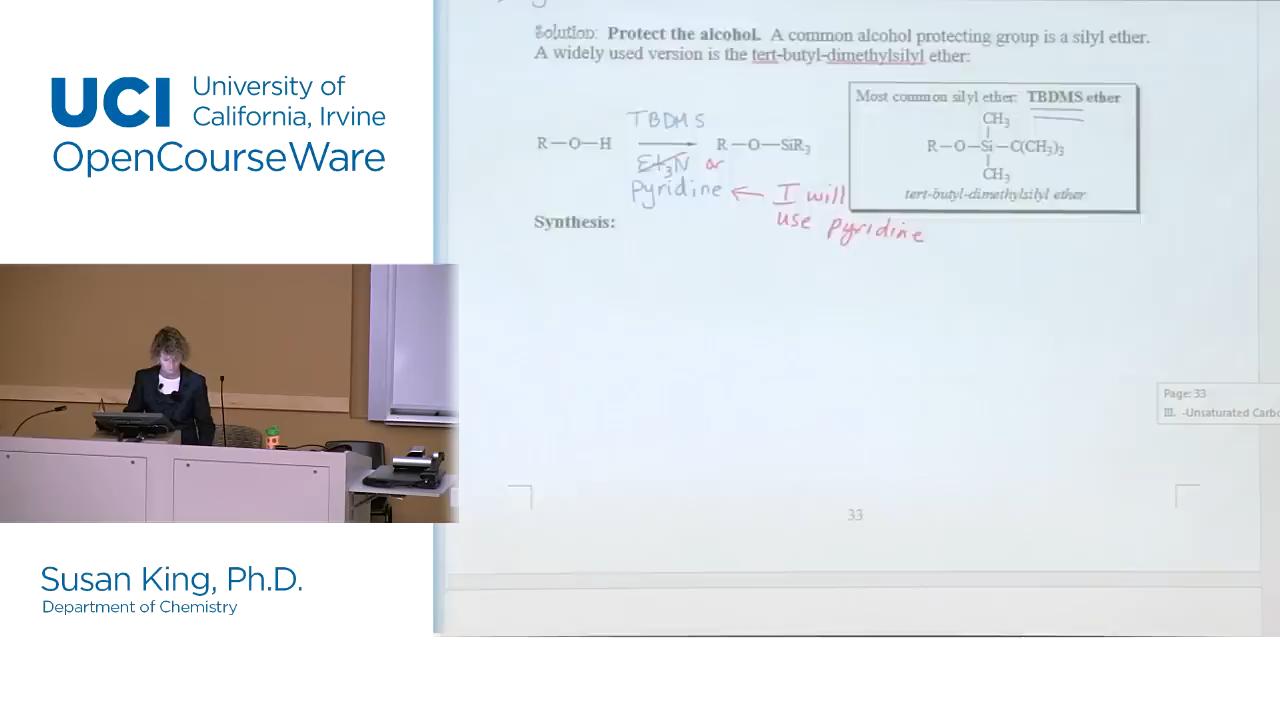 UCI University of California, Irvine
OpenCourseWare
Solution: Protect the alcohol. A common alcohol protecting group is a silyl ether.
A widely used version is the tert-butyl-dimethylsilyl ether:
Most common silyl ether: TBDMS ether
CH3
R—O—Si—C(CH3)3
CH3
tert-butyl-dimethylsilyl ether
TBDMS
R—O—H
R—O—SiR3
Et3N or
pyridine ← I will
use pyridine
Synthesis:
Page: 33
III. -Unsaturated Carbo
33
Susan King, Ph.D.
Department of Chemistry